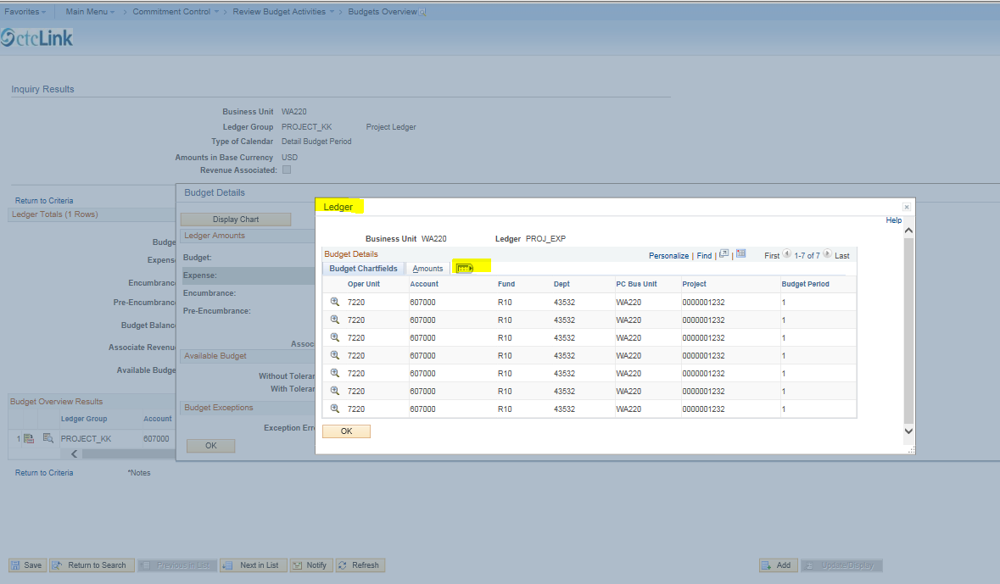 Favorites Main Menu > Commitment Control > Review Budget Activities > Budgets Overview
ctcLink
Inquiry Results
Business Unit WA220
Ledger Group PROJECT_KK Project Ledger
Type of Calendar Detail Budget Period
Amounts in Base Currency USD
Revenue Associated:
Return to Criteria
Ledger Totals (1 Rows)
Budge
Expens
Encumbranc
Pre-Encumbranc
Budget Balanc
Associate Revenu
Available Budge
Budget Overview Results
Ledger Group Account
1 PROJECT_KK 607000
Return to Criteria *Notes
Budget Details
Display Chart
Ledger Amounts
Budget:
Expense:
Encumbrance:
Pre-Encumbrance:
Assoc
Available Budget
Without Toleran
With Toleran
Budget Exceptions
Exception Erro
OK
Ledger
Help
Business Unit WA220 Ledger PROJ_EXP
Budget Details Personalize | Find | | First 1-7 of 7 Last
Budget Chartfields Amounts
Oper Unit Account Fund Dept PC Bus Unit Project Budget Period
7220 607000 R10 43532 WA220 0000001232 1
7220 607000 R10 43532 WA220 0000001232 1
7220 607000 R10 43532 WA220 0000001232 1
7220 607000 R10 43532 WA220 0000001232 1
7220 607000 R10 43532 WA220 0000001232 1
7220 607000 R10 43532 WA220 0000001232 1
7220 607000 R10 43532 WA220 0000001232 1
OK
Save Return to Search Previous in List Next in List Notify Refresh Add Update/Display